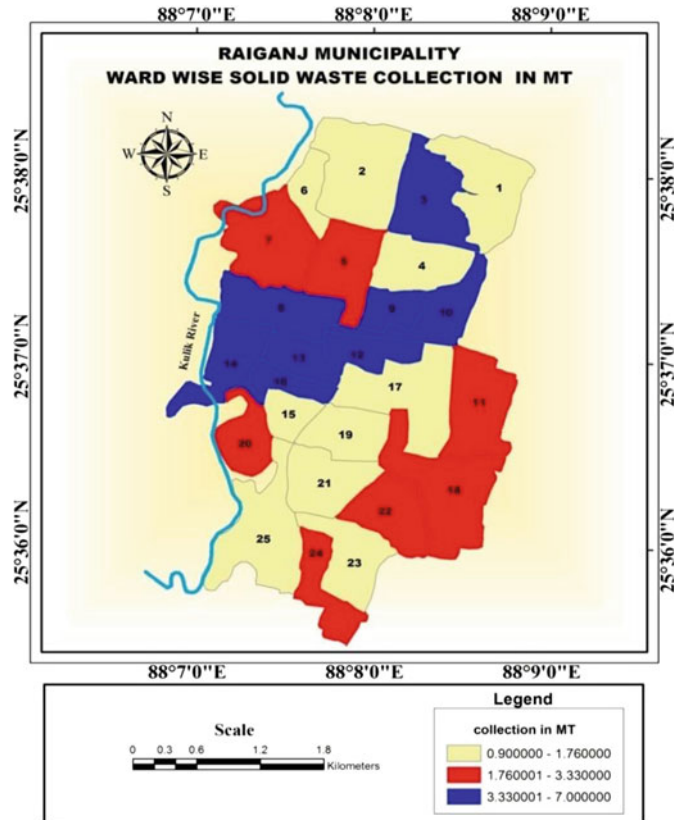 88°7'0"E 88°8'0"E 88°9'0"E
RAIGANJ MUNICIPALITY
WARD WISE SOLID WASTE COLLECTION IN MT
N
W E
S
25°38'0"N 25°38'0"N
2
1
6
3
7
5
4
8
9
10
25°37'0"N 25°37'0"N
Kulik River
14
13
12
16
17
11
15
19
20
21
18
22
25°36'0"N 25°36'0"N
25
24
23
88°7'0"E 88°8'0"E 88°9'0"E
Legend
Scale
collection in MT
0 0.3 0.6 1.2 1.8
Kilometers
0.900000 - 1.760000
1.760001 - 3.330000
3.330001 - 7.000000